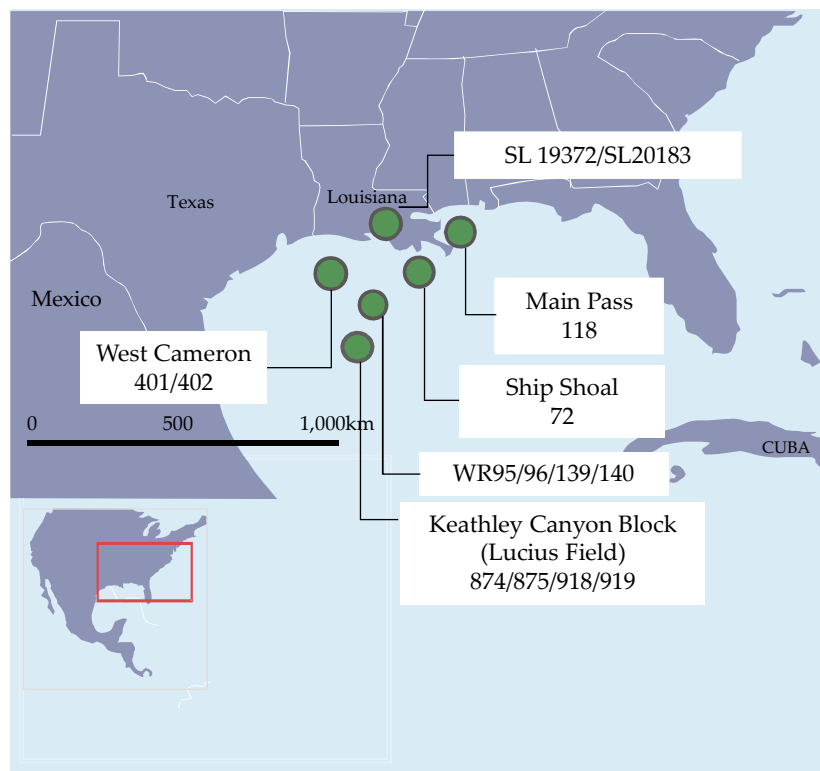 SL 19372/SL20183
Louisiana
Texas
Mexico
Main Pass
118
West Cameron
401/402
Ship Shoal
72
0 500 1,000km
CUBA
WR95/96/139/140
Keathley Canyon Block
(Lucius Field)
874/875/918/919